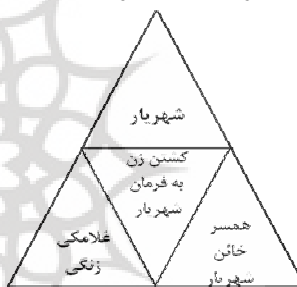 شهریار
کشتن زن
به فرمان
شهریار
همسر
خائن
شهریار
غلامکی
زنگی